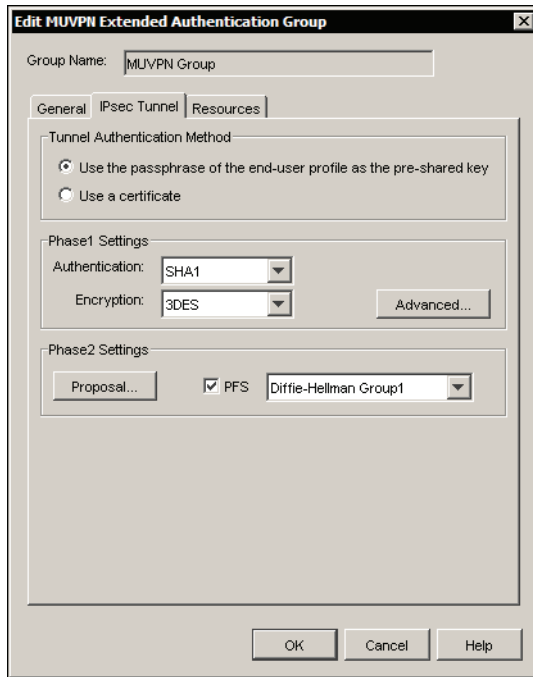 Edit MUVPN Extended Authentication Group
Group Name: MUVPN Group
General IPsec Tunnel Resources
Tunnel Authentication Method
Use the passphrase of the end-user profile as the pre-shared key
Use a certificate
Phase1 Settings
Authentication: SHA1
Encryption: 3DES Advanced...
Phase2 Settings
Proposal... PFS Diffie-Hellman Group1
OK Cancel Help